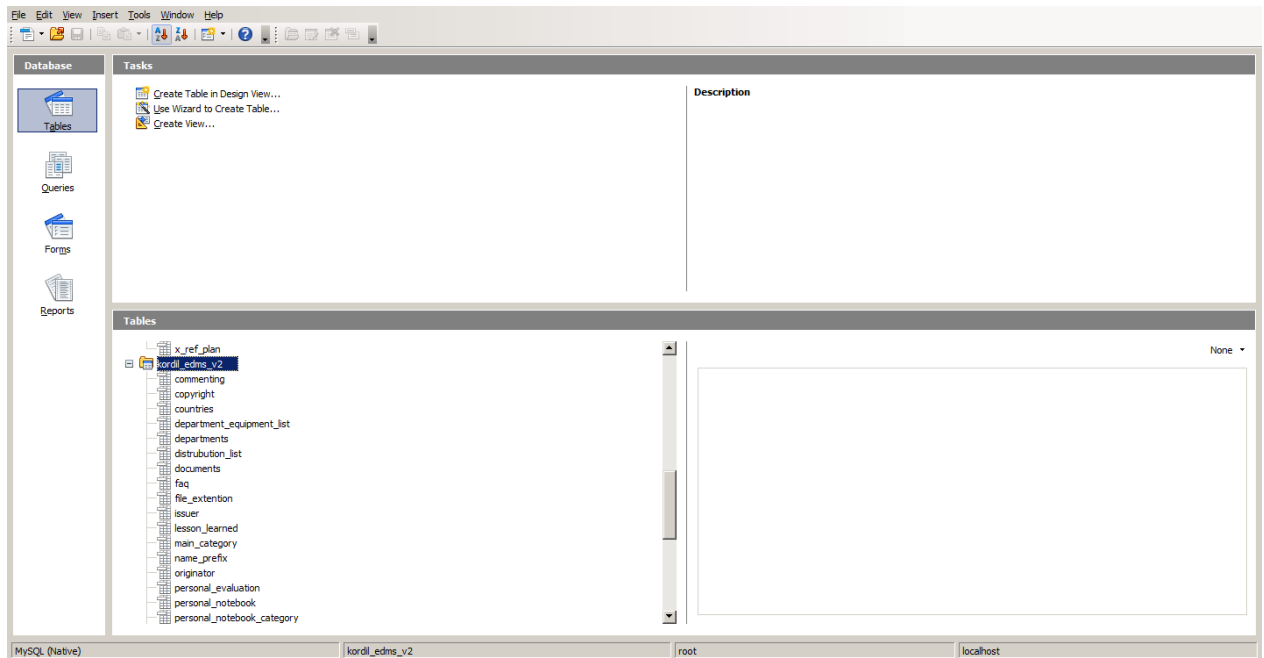 File Edit View Insert Tools Window Help
Database
Tables
Queries
Forms
Reports
Tasks
Create Table in Design View...
Use Wizard to Create Table...
Create View...
Description
Tables
x_ref_plan
kordil_edms_v2
commenting
copyright
countries
department_equipment_list
departments
distrubution_list
documents
faq
file_extention
issuer
lesson_learned
main_category
name_prefix
originator
personal_evaluation
personal_notebook
personal_notebook_category
None
MySQL (Native) kordil_edms_v2 root localhost